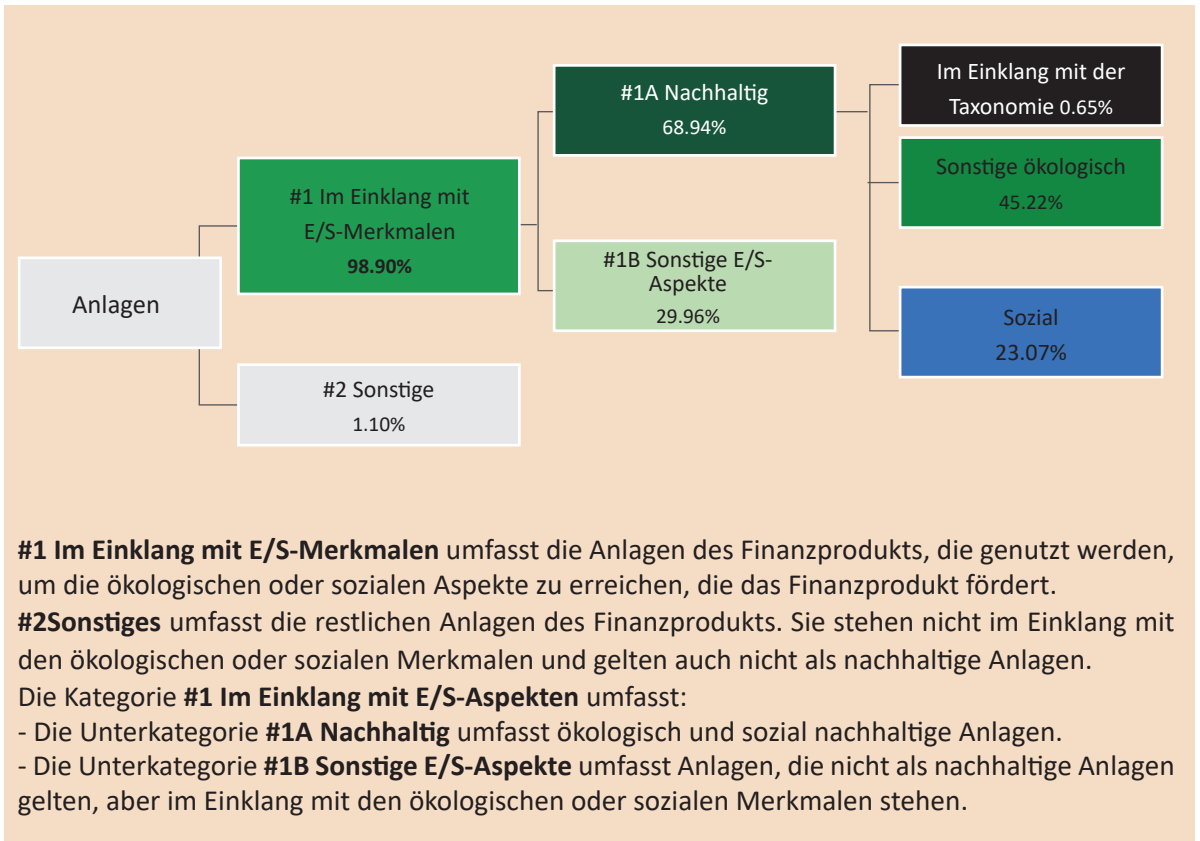 Anlagen
#1 Im Einklang mit
E/S-Merkmalen
98.90%
#2 Sonstige
1.10%
#1A Nachhaltig
68.94%
#1B Sonstige E/S-
Aspekte
29.96%
Im Einklang mit der
Taxonomie 0.65%
Sonstige ökologisch
45.22%
Sozial
23.07%
#1 Im Einklang mit E/S-Merkmalen umfasst die Anlagen des Finanzprodukts, die genutzt werden,
um die ökologischen oder sozialen Aspekte zu erreichen, die das Finanzprodukt fördert.
#2Sonstiges umfasst die restlichen Anlagen des Finanzprodukts. Sie stehen nicht im Einklang mit
den ökologischen oder sozialen Merkmalen und gelten auch nicht als nachhaltige Anlagen.
Die Kategorie #1 Im Einklang mit E/S-Aspekten umfasst:
- Die Unterkategorie #1A Nachhaltig umfasst ökologisch und sozial nachhaltige Anlagen.
- Die Unterkategorie #1B Sonstige E/S-Aspekte umfasst Anlagen, die nicht als nachhaltige Anlagen
gelten, aber im Einklang mit den ökologischen oder sozialen Merkmalen stehen.